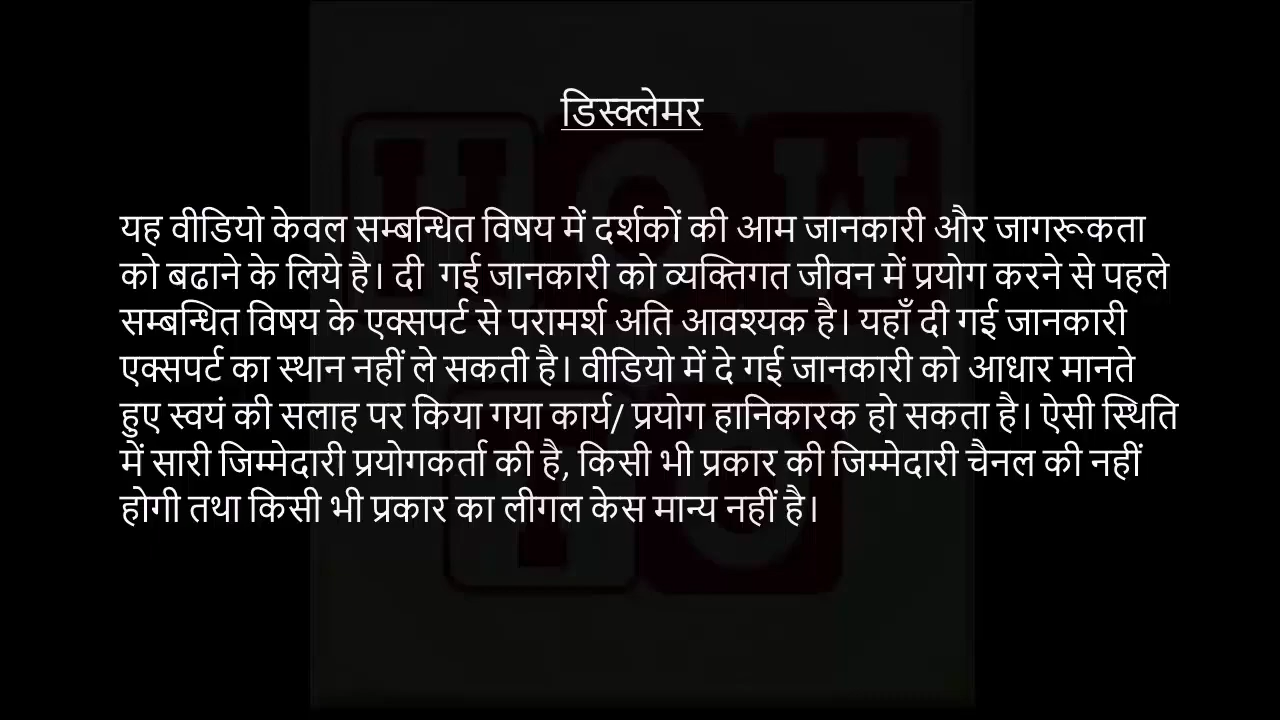 डिस्क्लेमर
यह वीडियो केवल सम्बन्धित विषय में दर्शकों की आम जानकारी और जागरूकता
को बढाने के लिये है। दी गई जानकारी को व्यक्तिगत जीवन में प्रयोग करने से पहले
सम्बन्धित विषय के एक्सपर्ट से परामर्श अति आवश्यक है। यहाँ दी गई जानकारी
एक्सपर्ट का स्थान नहीं ले सकती है। वीडियो में दे गई जानकारी को आधार मानते
हुए स्वयं की सलाह पर किया गया कार्य/ प्रयोग हानिकारक हो सकता है। ऐसी स्थिति
में सारी जिम्मेदारी प्रयोगकर्ता की है, किसी भी प्रकार की जिम्मेदारी चैनल की नहीं
होगी तथा किसी भी प्रकार का लीगल केस मान्य नहीं है।
HOW
TO